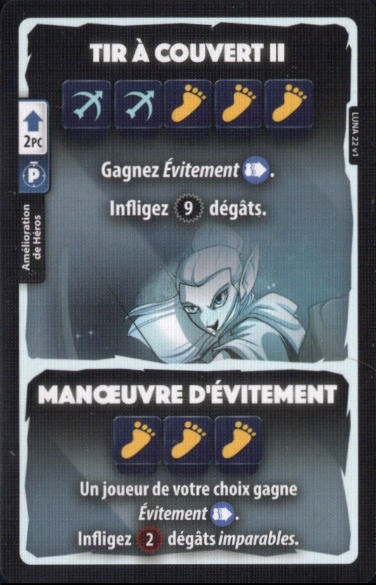 TIR À COUVERT II
2PC
P
LUNA 22 v1
Amélioration
de Héros
Gagnez Évitement.
Infligez 9 dégâts.
MANŒUVRE D'ÉVITEMENT
Un joueur de votre choix gagne
Évitement.
Infligez 2 dégâts imparables.